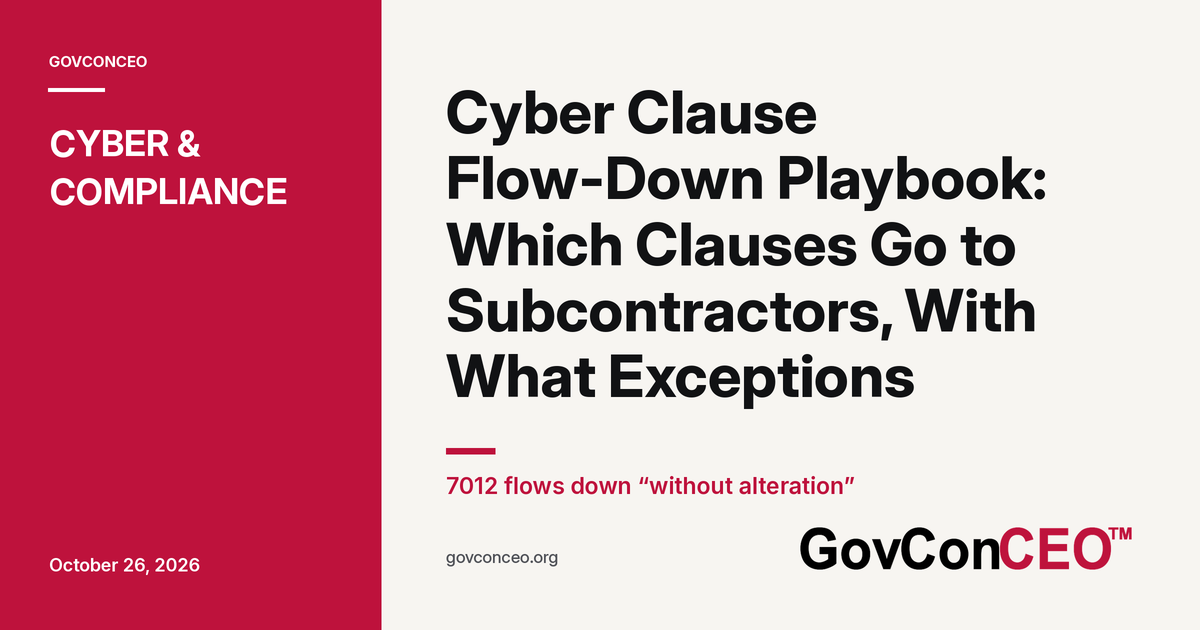 GOVCONCEO
CYBER &
COMPLIANCE
October 26, 2026
Cyber Clause
Flow-Down Playbook:
Which Clauses Go to
Subcontractors, With
What Exceptions
7012 flows down “without alteration”
govconceo.org
GovConCEO™